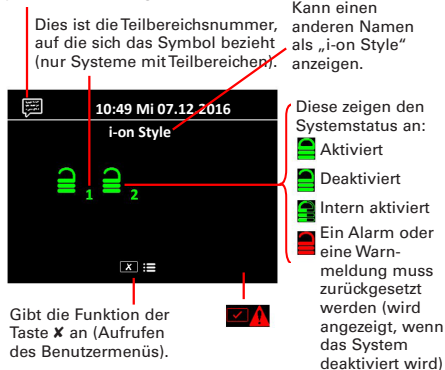 Dies ist die Teilbereichsnummer,
auf die sich das Symbol bezieht
(nur Systeme mit Teilbereichen).
Kann einen
anderen Namen
als „i-on Style“
anzeigen.
10:49 Mi 07.12.2016
i-on Style
1
2
X
Diese zeigen den
Systemstatus an:
Aktiviert
Deaktiviert
Intern aktiviert
Ein Alarm oder
eine Warn-
meldung muss
zurückgesetzt
werden (wird
angezeigt, wenn
das System
deaktiviert wird)
Gibt die Funktion der
Taste ✘ an (Aufrufen
des Benutzermenüs).